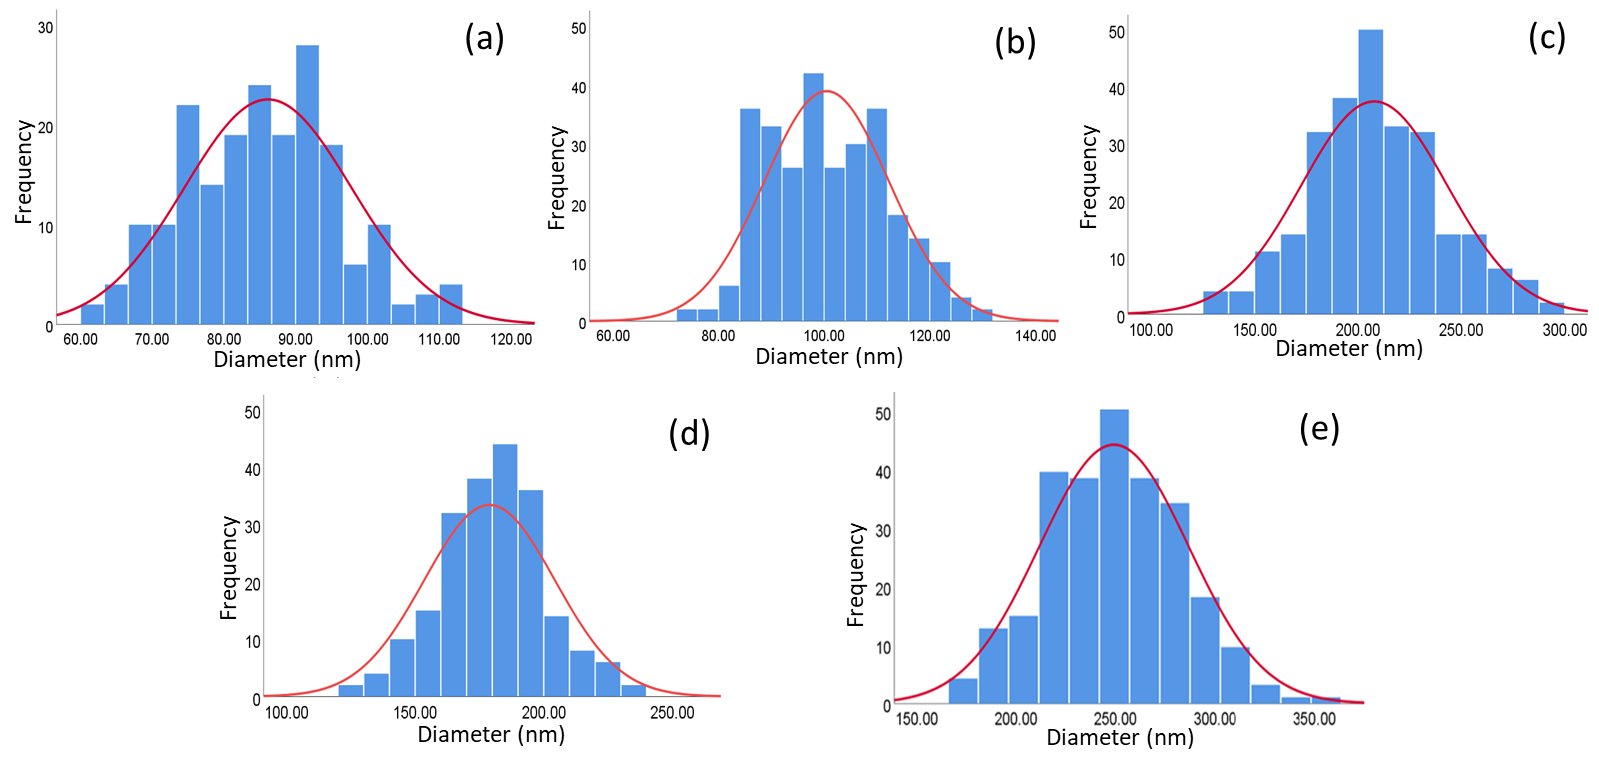 (a)
30
20
10
0
Frequency
60.00 70.00 80.00 90.00 100.00 110.00 120.00
Diameter (nm)
(b)
50
40
30
20
10
0
Frequency
60.00 80.00 100.00 120.00 140.00
Diameter (nm)
(c)
50
40
30
20
10
0
Frequency
100.00 150.00 200.00 250.00 300.00
Diameter (nm)
(d)
50
40
30
20
10
0
Frequency
100.00 150.00 200.00 250.00
Diameter (nm)
(e)
50
40
30
20
10
0
Frequency
150.00 200.00 250.00 300.00 350.00
Diameter (nm)